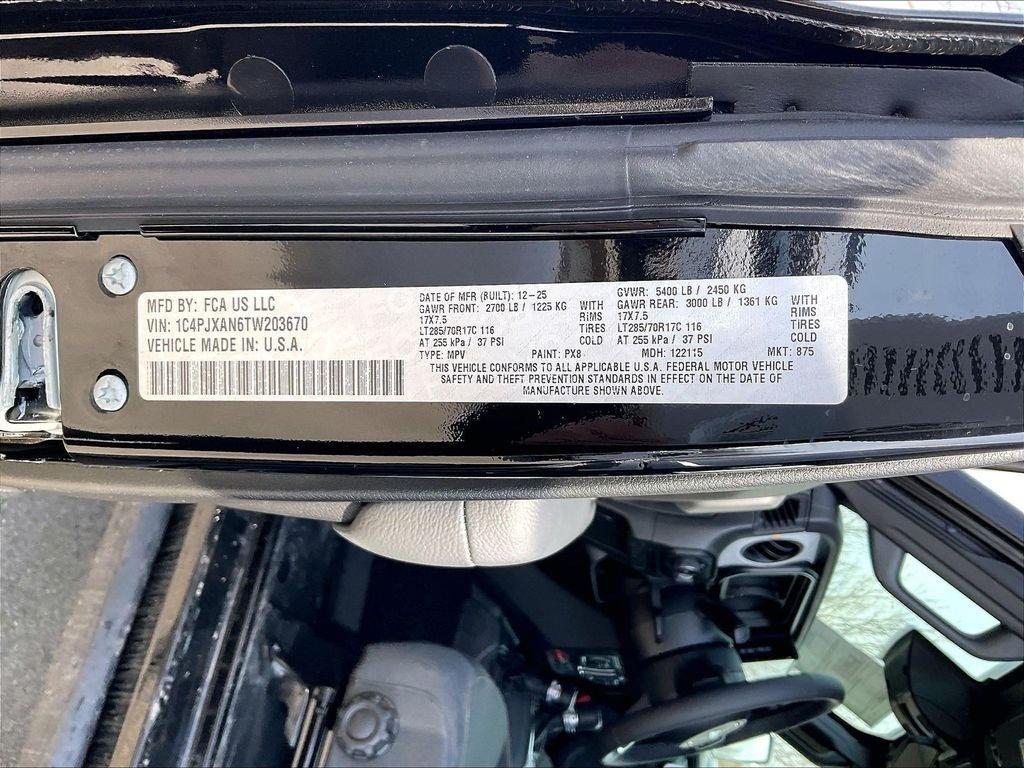 MFD BY: FCA US LLC
VIN: 1C4PJXAN6TW203670
VEHICLE MADE IN: U.S.A.
DATE OF MFR (BUILT): 12-25
GAWR FRONT: 2700 LB / 1225 KG WITH
17X7.5 RIMS
LT285/70R17C 116 TIRES
AT 255 kPa / 37 PSI COLD
TYPE: MPV PAINT: PX8
GVWR: 5400 LB / 2450 KG
GAWR REAR: 3000 LB / 1361 KG WITH
17X7.5 RIMS
LT285/70R17C 116 TIRES
AT 255 kPa / 37 PSI COLD
MDH: 122115 MKT: 875
THIS VEHICLE CONFORMS TO ALL APPLICABLE U.S.A. FEDERAL MOTOR VEHICLE
SAFETY AND THEFT PREVENTION STANDARDS IN EFFECT ON THE DATE OF
MANUFACTURE SHOWN ABOVE.